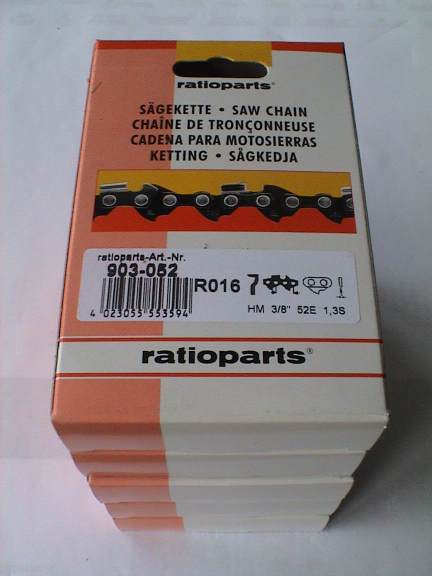 ratioparts®
SÄGEKETTE • SAW CHAIN
CHAÎNE DE TRONÇONNEUSE
CADENA PARA MOTOSIERRAS
KETTING • SÅGKEDJA
ratioparts-Art.-Nr.
903-052
R016 7
4 023055 553594
HM 3/8" 52E 1,3S
ratioparts®